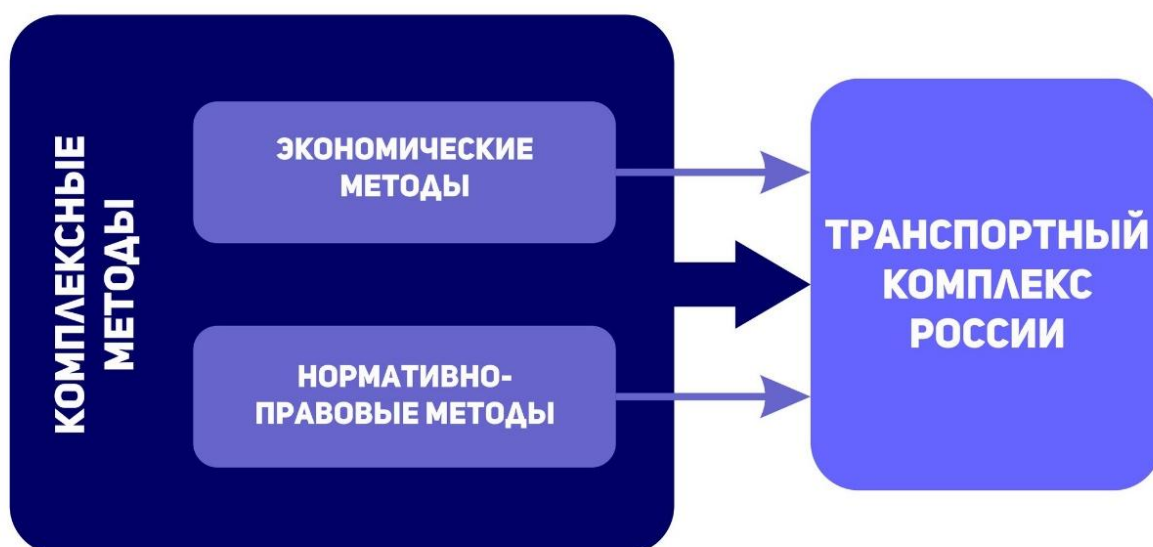 КОМПЛЕКСНЫЕ
МЕТОДЫ
ЭКОНОМИЧЕСКИЕ
МЕТОДЫ
НОРМАТИВНО-
ПРАВОВЫЕ МЕТОДЫ
ТРАНСПОРТНЫЙ
КОМПЛЕКС
РОССИИ